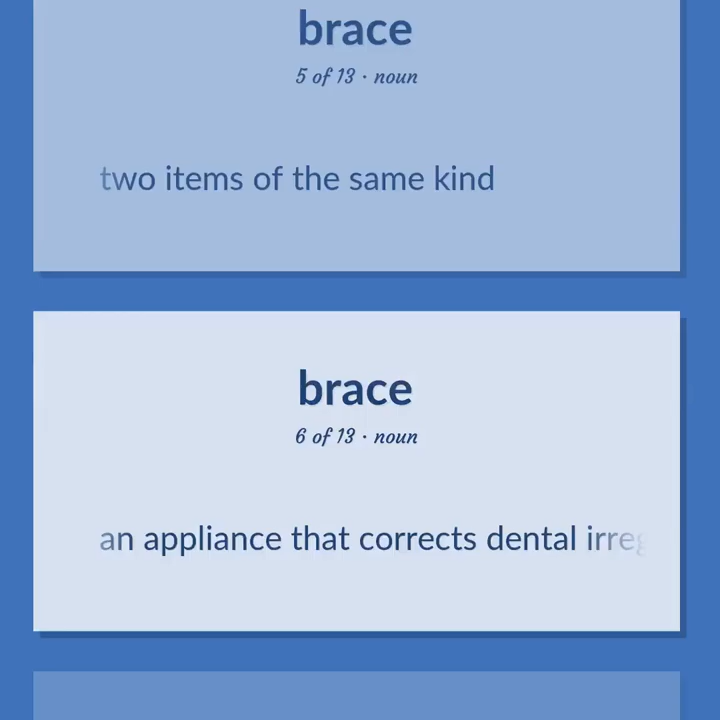 brace
5 of 13 · noun
two items of the same kind
brace
6 of 13 · noun
an appliance that corrects dental